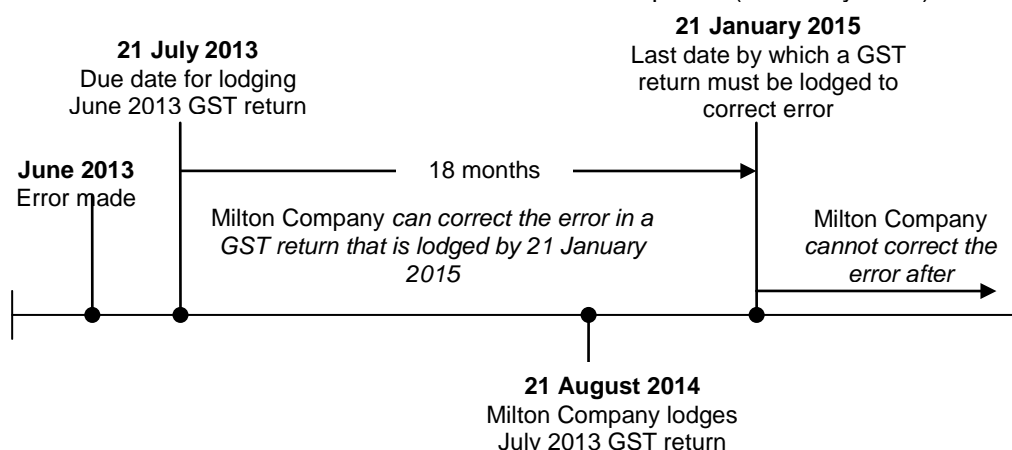 21 January 2015
Last date by which a GST
return must be lodged to
correct error
21 July 2013
Due date for lodging
June 2013 GST return
June 2013
Error made
18 months
Milton Company can correct the error in a
GST return that is lodged by 21 January
2015
Milton Company
cannot correct the
error after
21 August 2014
Milton Company lodges
July 2013 GST return